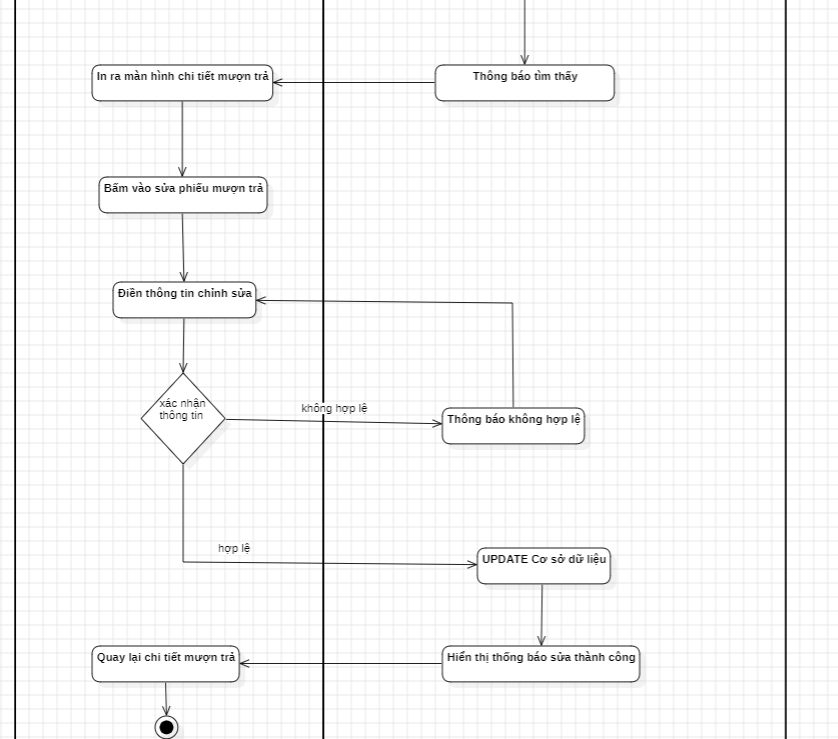 In ra màn hình chi tiết mượn trả
Thông báo tìm thấy
Bấm vào sửa phiếu mượn trả
Điền thông tin chỉnh sửa
xác nhận
thông tin
không hợp lệ
Thông báo không hợp lệ
hợp lệ
UPDATE Cơ sở dữ liệu
Quay lại chi tiết mượn trả
Hiển thị thống báo sửa thành công